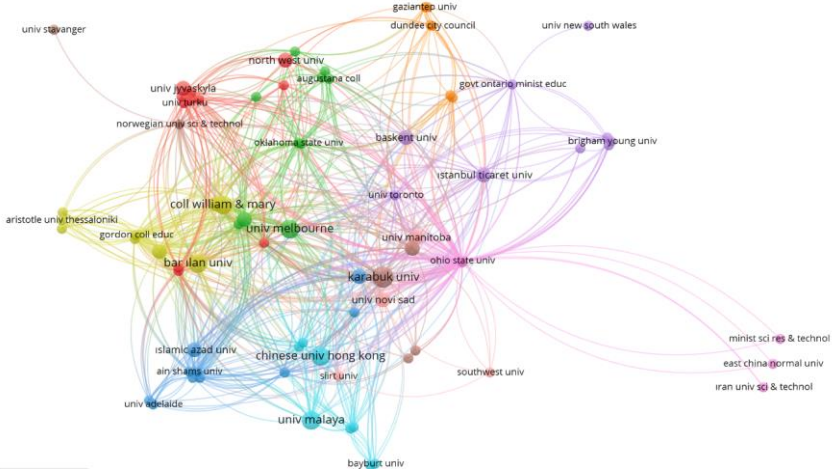 gaziantep univ
dundee city council
univ new south wales
univ stavanger
north west univ
augustana coll
govt ontario minist educ
univ jyvaskyla
univ turku
norwegian univ sci & technol
baskent univ
oklahoma state univ
brigham young univ
ıstanbul ticaret univ
univ toronto
coll william & mary
aristotle univ thessaloniki
univ melbourne
gordon coll educ
univ manitoba
bar ılan univ
ohio state univ
karabuk univ
univ novi sad
minist sci res & technol
ıslamic azad univ
chinese univ hong kong
east china normal univ
ain shams univ
siirt univ
southwest univ
ıran univ sci & technol
univ adelaide
univ malaya
bayburt univ